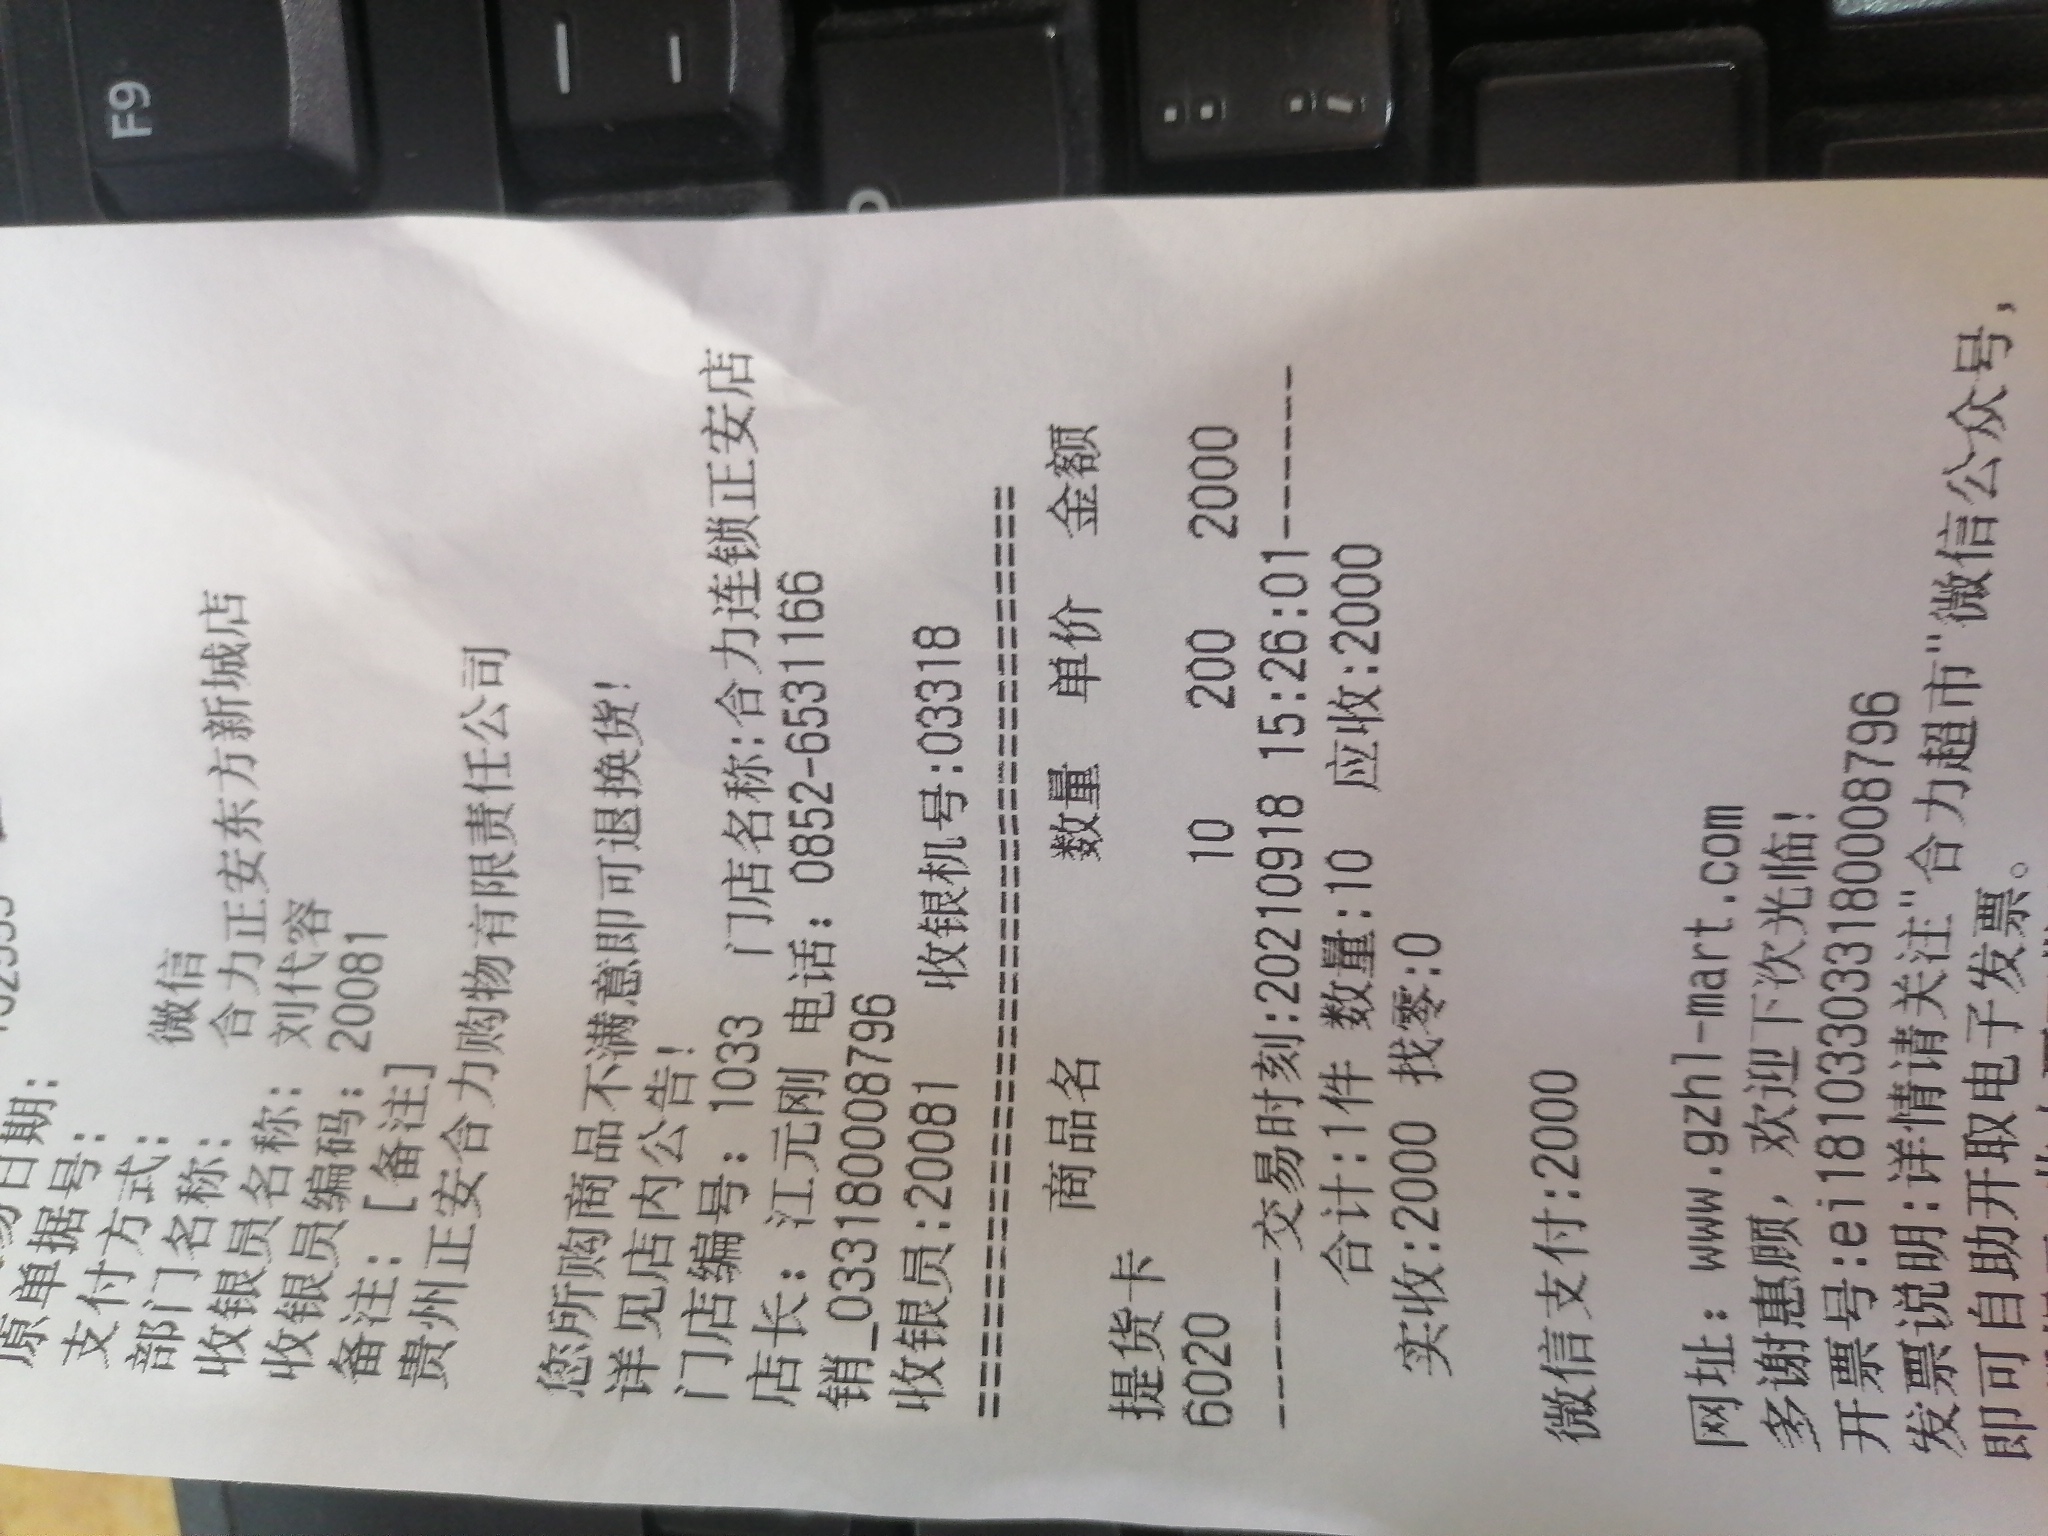 F9
原单据号:
支付方式: 微信
部门名称: 合力正安东方新城店
收银员名称: 刘代容
收银员编码: 200081
备注: [备注]
贵州正安合力购物有限责任公司
您所购商品不满意即可退换货!
详见店内公告!
门店编号: 1033 门店名称:合力连锁正安店
店长: 江元刚 电话: 0852-6531166
销_033180008796
收银员:20081 收银机号:03318
商品名 数量 单价 金额
提货卡
6020 10 200 2000
--------交易时刻:20210918 15:26:01--------
合计:1件 数量:10 应收:2000
实收:2000 找零:0
微信支付:2000
网址: www.gzhl-mart.com
多谢惠顾, 欢迎下次光临!
开票号:ei181033033180008796
发票说明:详情请关注"合力超市"微信公众号,
即可自助开取电子发票。